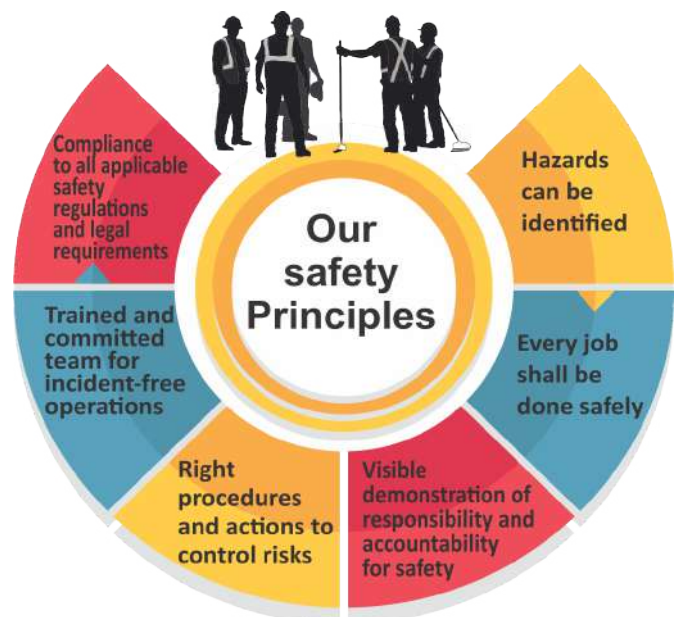 Our
safety
Principles
Hazards
can be
identified
Every job
shall be
done safely
Visible
demonstration of
responsibility and
accountability
for safety
Right
procedures
and actions to
control risks
Trained and
committed
team for
incident-free
operations
Compliance
to all applicable
safety
regulations
and legal
requirements